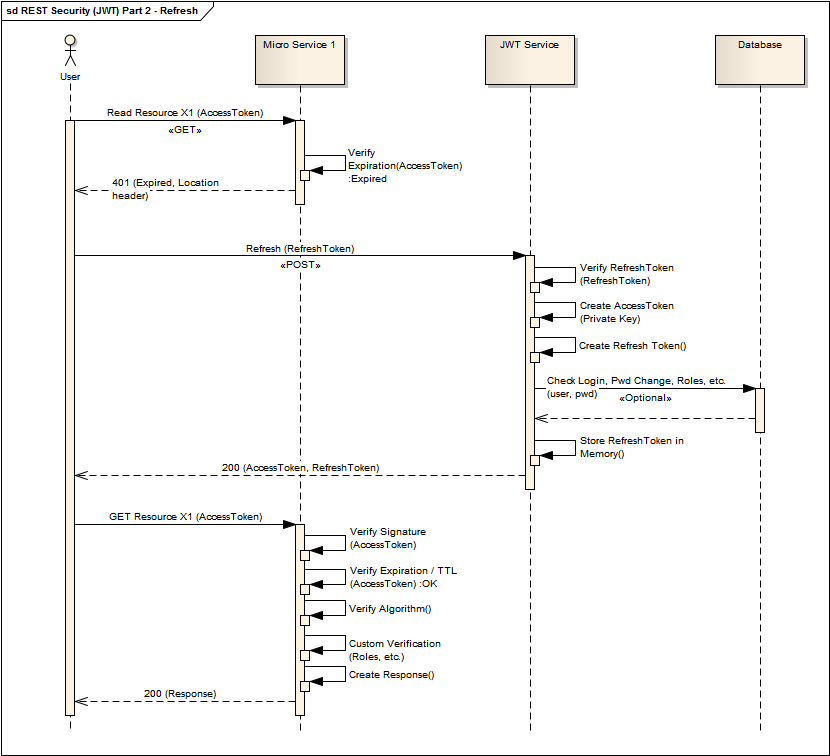 sd REST Security (JWT) Part 2 - Refresh
User
Micro Service 1
JWT Service
Database
Read Resource X1 (AccessToken)
«GET»
Verify
Expiration(AccessToken)
:Expired
401 (Expired, Location
header)
Refresh (RefreshToken)
«POST»
Verify RefreshToken
(RefreshToken)
Create AccessToken
(Private Key)
Create Refresh Token()
Check Login, Pwd Change, Roles, etc.
(user, pwd)
«Optional»
Store RefreshToken in
Memory()
200 (AccessToken, RefreshToken)
GET Resource X1 (AccessToken)
Verify Signature
(AccessToken)
Verify Expiration / TTL
(AccessToken) :OK
Verify Algorithm()
Custom Verification
(Roles, etc.)
Create Response()
200 (Response)